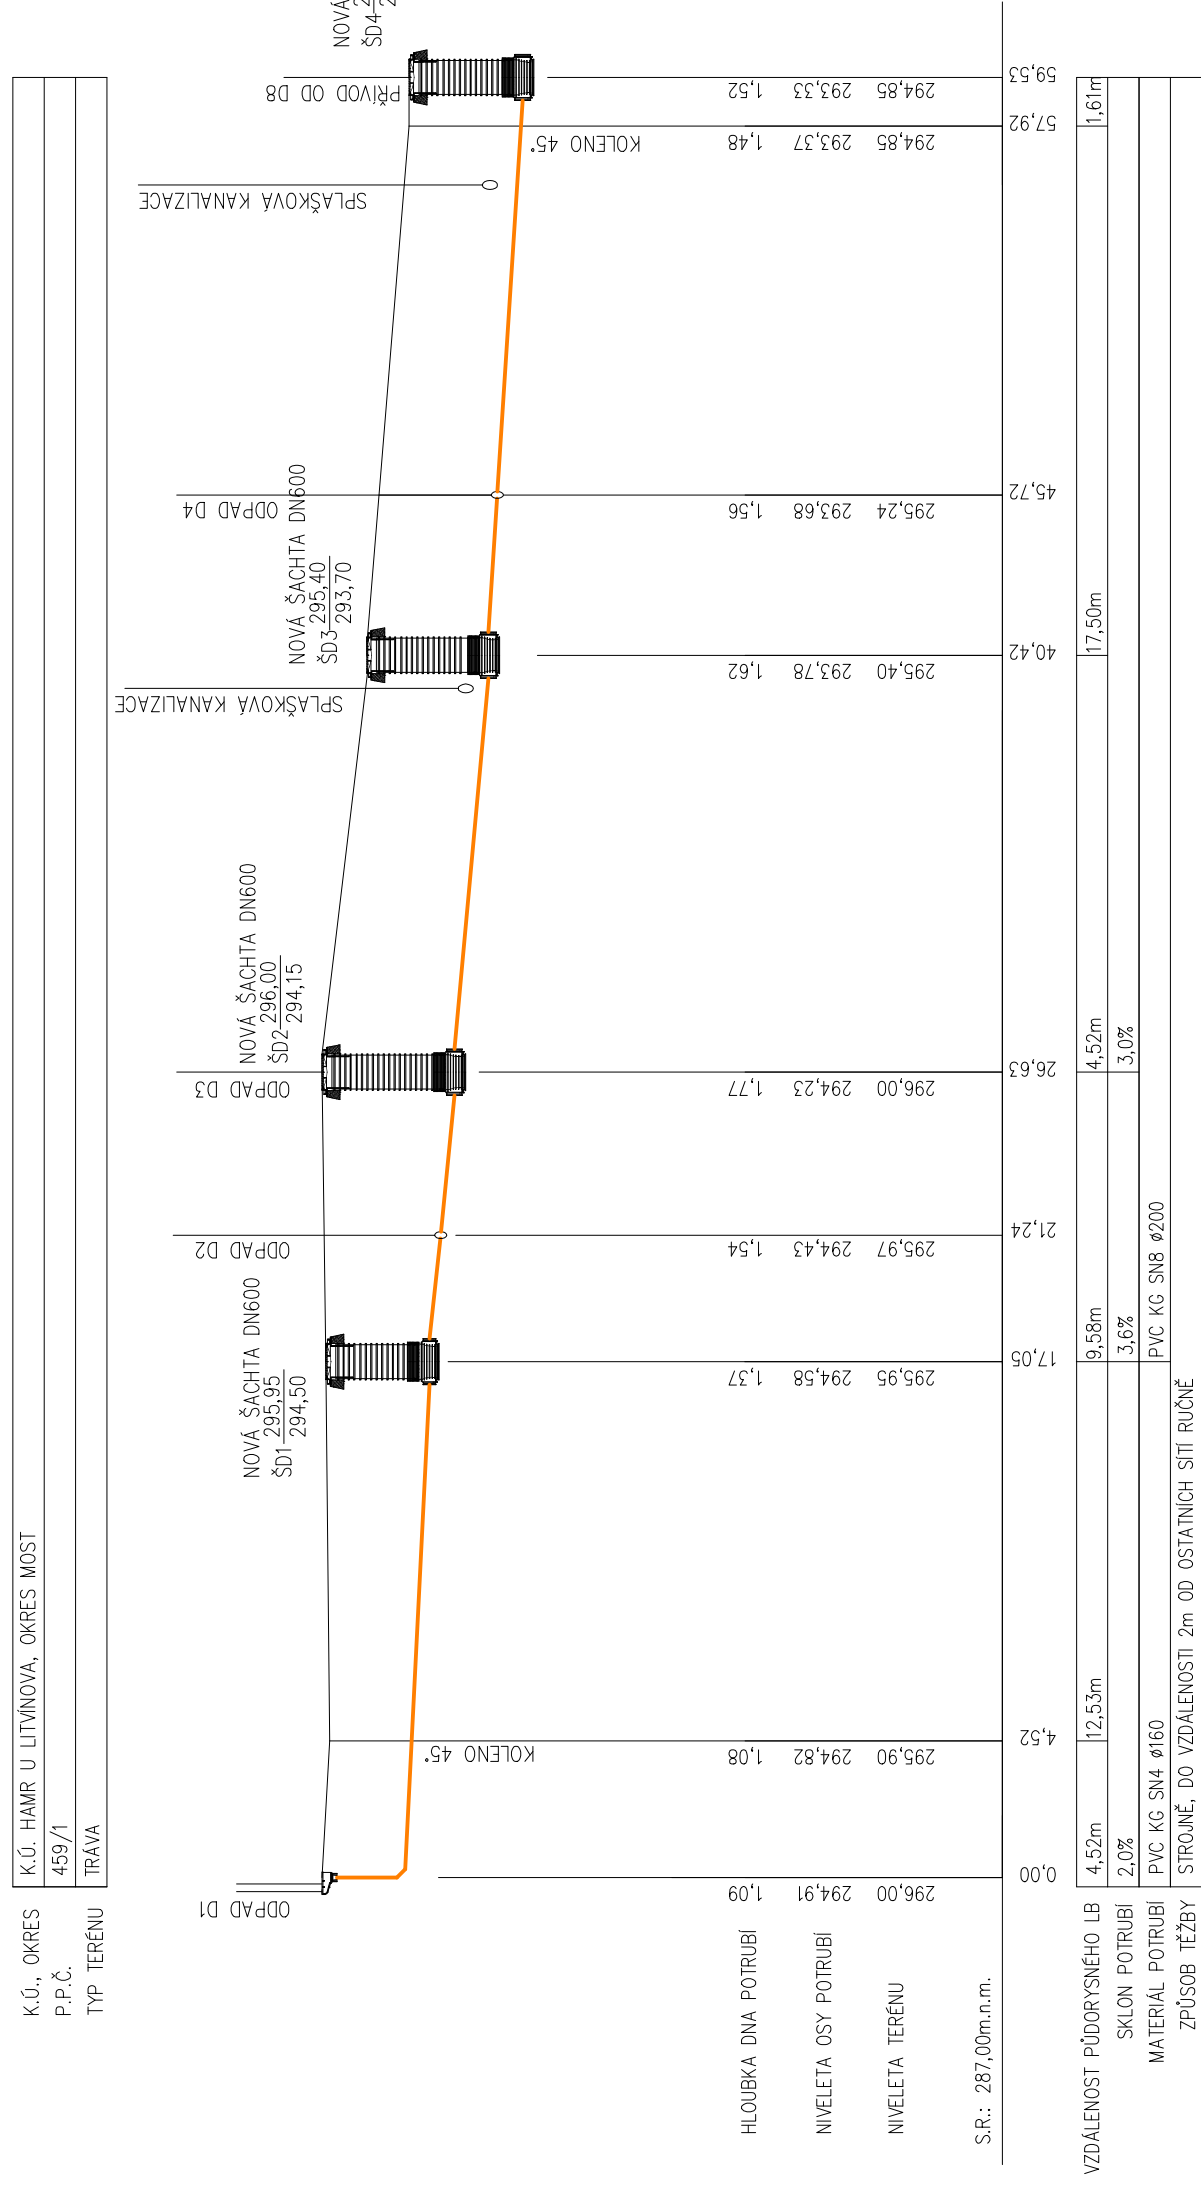 K.Ú., OKRES
K.Ú. HAMR U LITVÍNOVA, OKRES MOST
P.P.Č.
459/1
TYP TERÉNU
TRÁVA
ODPAD D1
KOLENO 45°
NOVÁ ŠACHTA DN600
ŠD1 295,95
294,50
ODPAD D2
ODPAD D3
NOVÁ ŠACHTA DN600
ŠD2 296,00
294,15
SPLAŠKOVÁ KANALIZACE
NOVÁ ŠACHTA DN600
ŠD3 295,40
293,70
ODPAD D4
SPLAŠKOVÁ KANALIZACE
KOLENO 45°
PŘÍVOD OD D8
NOVÁ
ŠD4
HLOUBKA DNA POTRUBÍ
1,09 1,08 1,37 1,54 1,77 1,62 1,56 1,48 1,52
NIVELETA OSY POTRUBÍ
294,91 294,82 294,58 294,43 294,23 293,78 293,68 293,37 293,33
NIVELETA TERÉNU
296,00 295,90 295,95 295,97 296,00 295,40 295,24 294,85 294,85
S.R.: 287,00m.n.m.
0,00 4,52 17,05 21,24 26,63 40,42 45,72 57,92 59,53
VZDÁLENOST PŮDORYSNÉHO LB
4,52m 12,53m 9,58m 4,52m 17,50m 1,61m
SKLON POTRUBÍ
2,0% 3,6% 3,0%
MATERIÁL POTRUBÍ
PVC KG SN4 ø160 PVC KG SN8 ø200
ZPŮSOB TĚŽBY
STROJNĚ, DO VZDÁLENOSTI 2m OD OSTATNÍCH SÍTÍ RUČNĚ